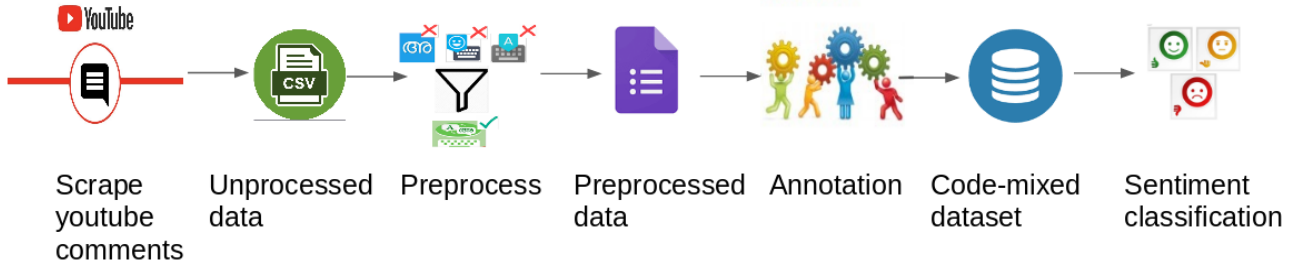 YouTube
അ
A
CSV
A
Scrape
youtube
comments
Unprocessed
data
Preprocess
Preprocessed
data
Annotation
Code-mixed
dataset
Sentiment
classification